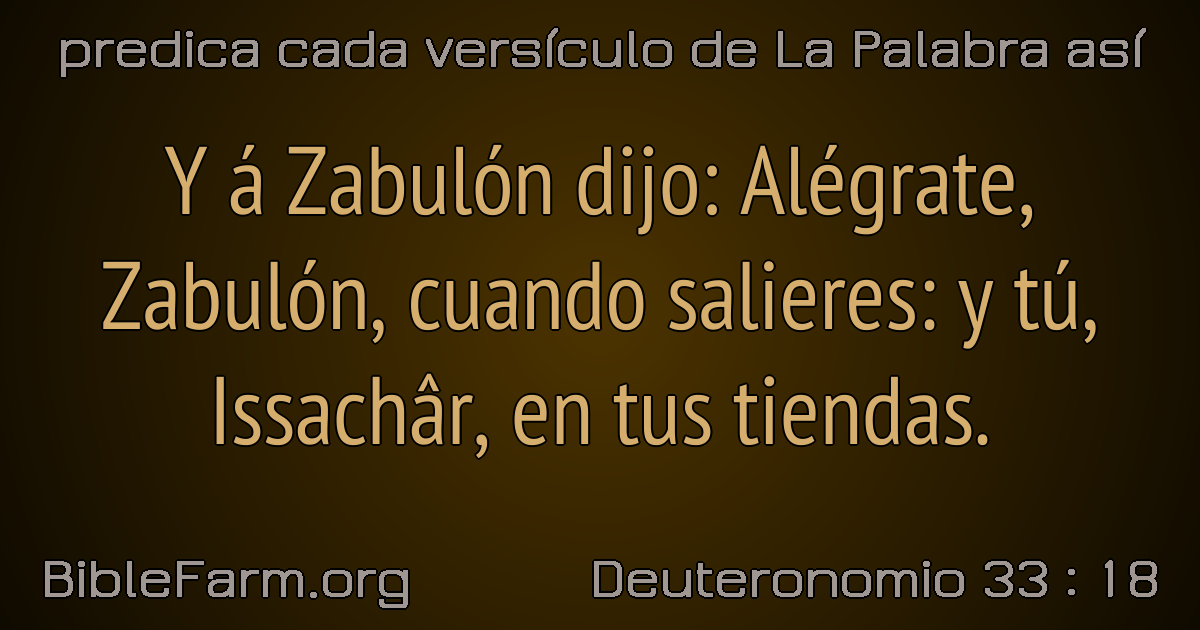 predica cada versículo de La Palabra así
Y á Zabulón dijo: Alégrate,
Zabulón, cuando salieres: y tú,
Issachâr, en tus tiendas.
BibleFarm.org
Deuteronomio 33 : 18